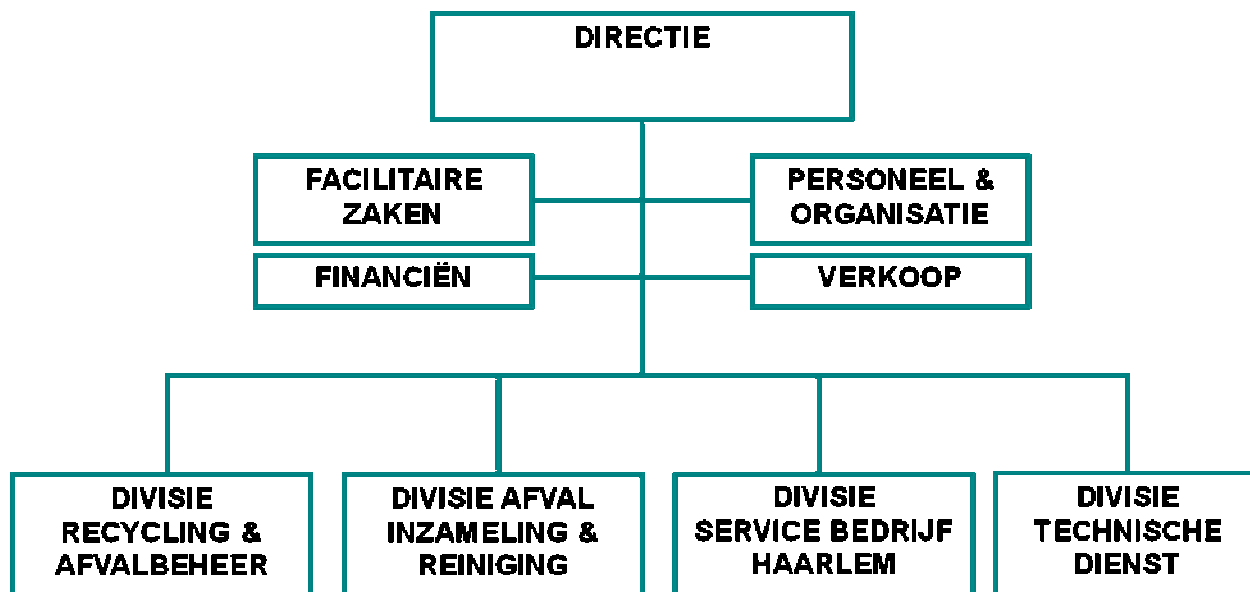 DIRECTIE
FACILITAIRE
ZAKEN
PERSONEEL &
ORGANISATIE
FINANCIËN
VERKOOP
DIVISIE
RECYCLING &
AFVALBEHEER
DIVISIE AFVAL
INZAMELING &
REINIGING
DIVISIE
SERVICE BEDRIJF
HAARLEM
DIVISIE
TECHNISCHE
DIENST